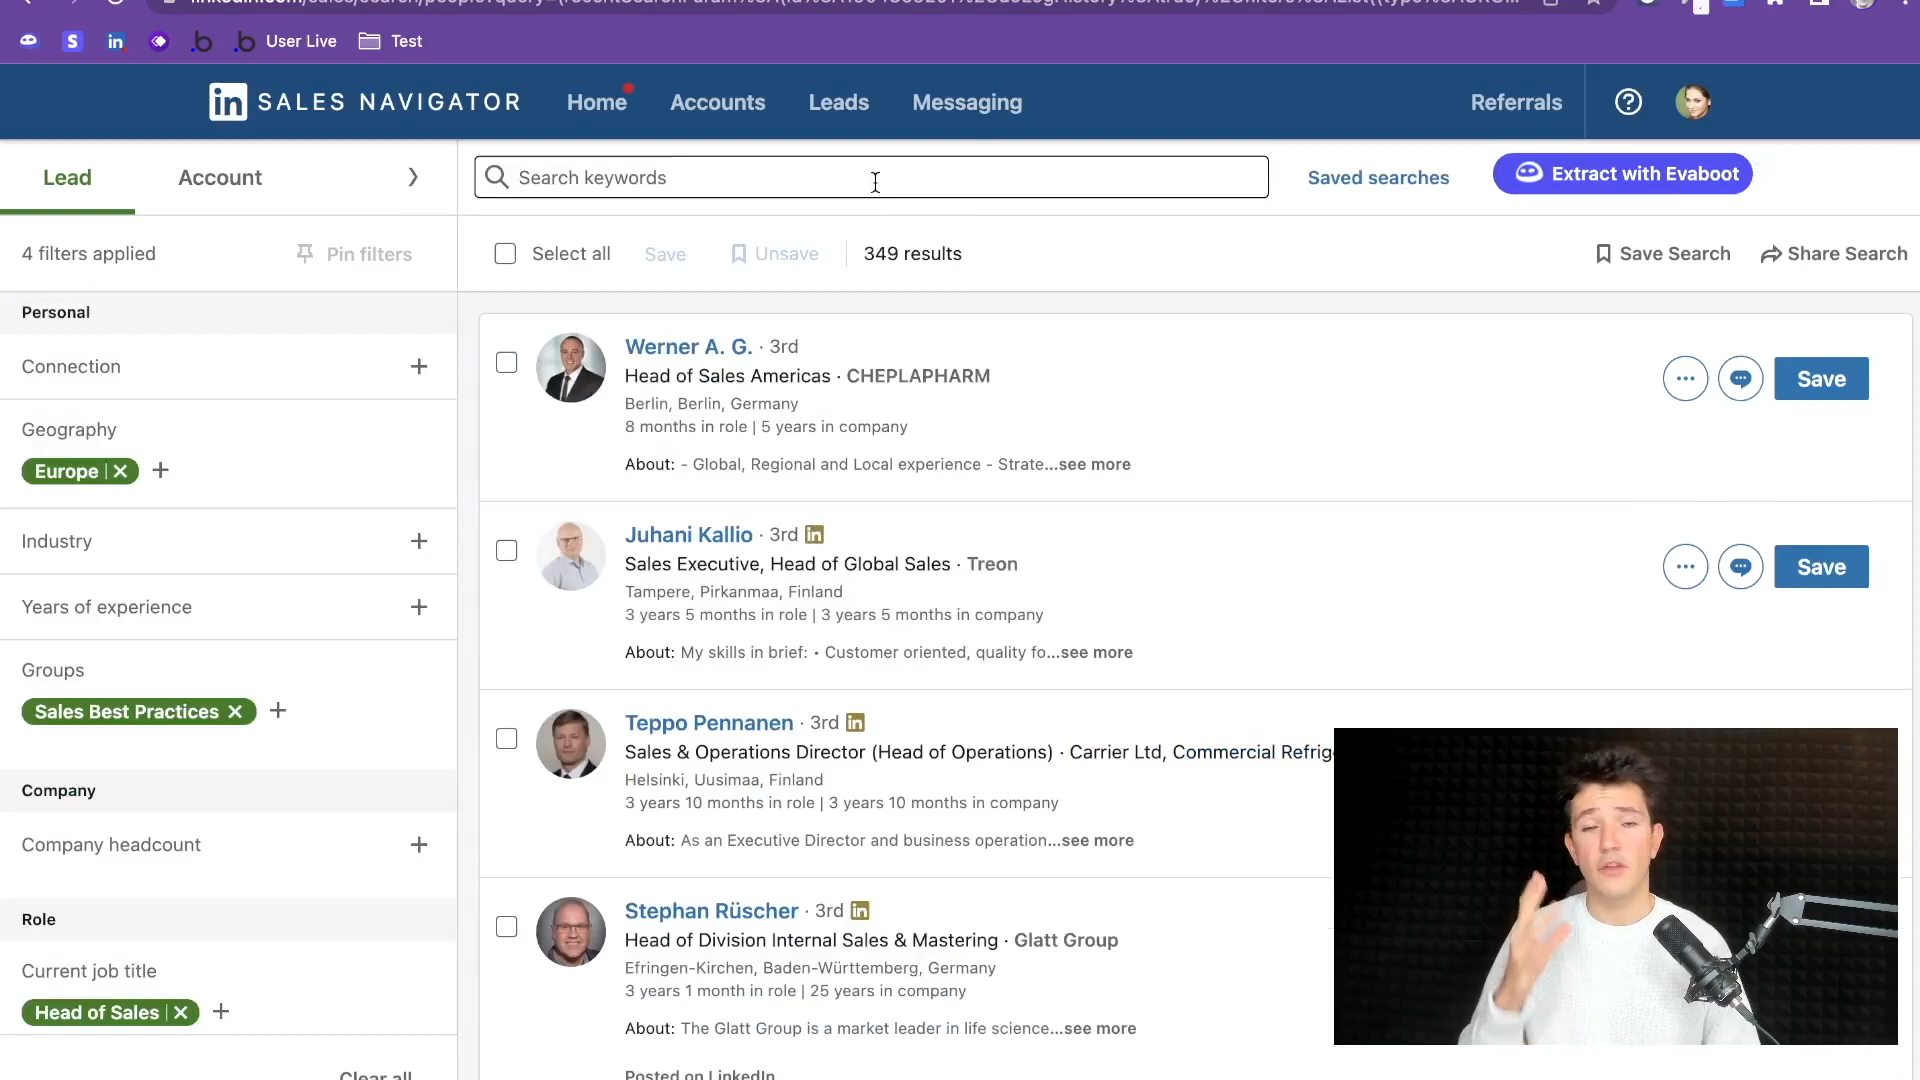 User Live
Test
in SALES NAVIGATOR
Home
Accounts
Leads
Messaging
Referrals
Lead
Account
Search keywords
Saved searches
Extract with Evaboot
4 filters applied
Pin filters
Select all
Save
Unsave
349 results
Save Search
Share Search
Personal
Connection
Geography
Europe
Industry
Years of experience
Groups
Sales Best Practices
Company
Company headcount
Role
Current job title
Head of Sales
Clear all
Werner A. G. · 3rd
Head of Sales Americas · CHEPLAPHARM
Berlin, Berlin, Germany
8 months in role | 5 years in company
About: - Global, Regional and Local experience - Strate...see more
Save
Juhani Kallio · 3rd
Sales Executive, Head of Global Sales · Treon
Tampere, Pirkanmaa, Finland
3 years 5 months in role | 3 years 5 months in company
About: My skills in brief: • Customer oriented, quality fo...see more
Save
Teppo Pennanen · 3rd
Sales & Operations Director (Head of Operations) · Carrier Ltd, Commercial Refrig
Helsinki, Uusimaa, Finland
3 years 10 months in role | 3 years 10 months in company
About: As an Executive Director and business operation...see more
Stephan Rüscher · 3rd
Head of Division Internal Sales & Mastering · Glatt Group
Efringen-Kirchen, Baden-Württemberg, Germany
3 years 1 month in role | 25 years in company
About: The Glatt Group is a market leader in life science...see more
Posted on LinkedIn